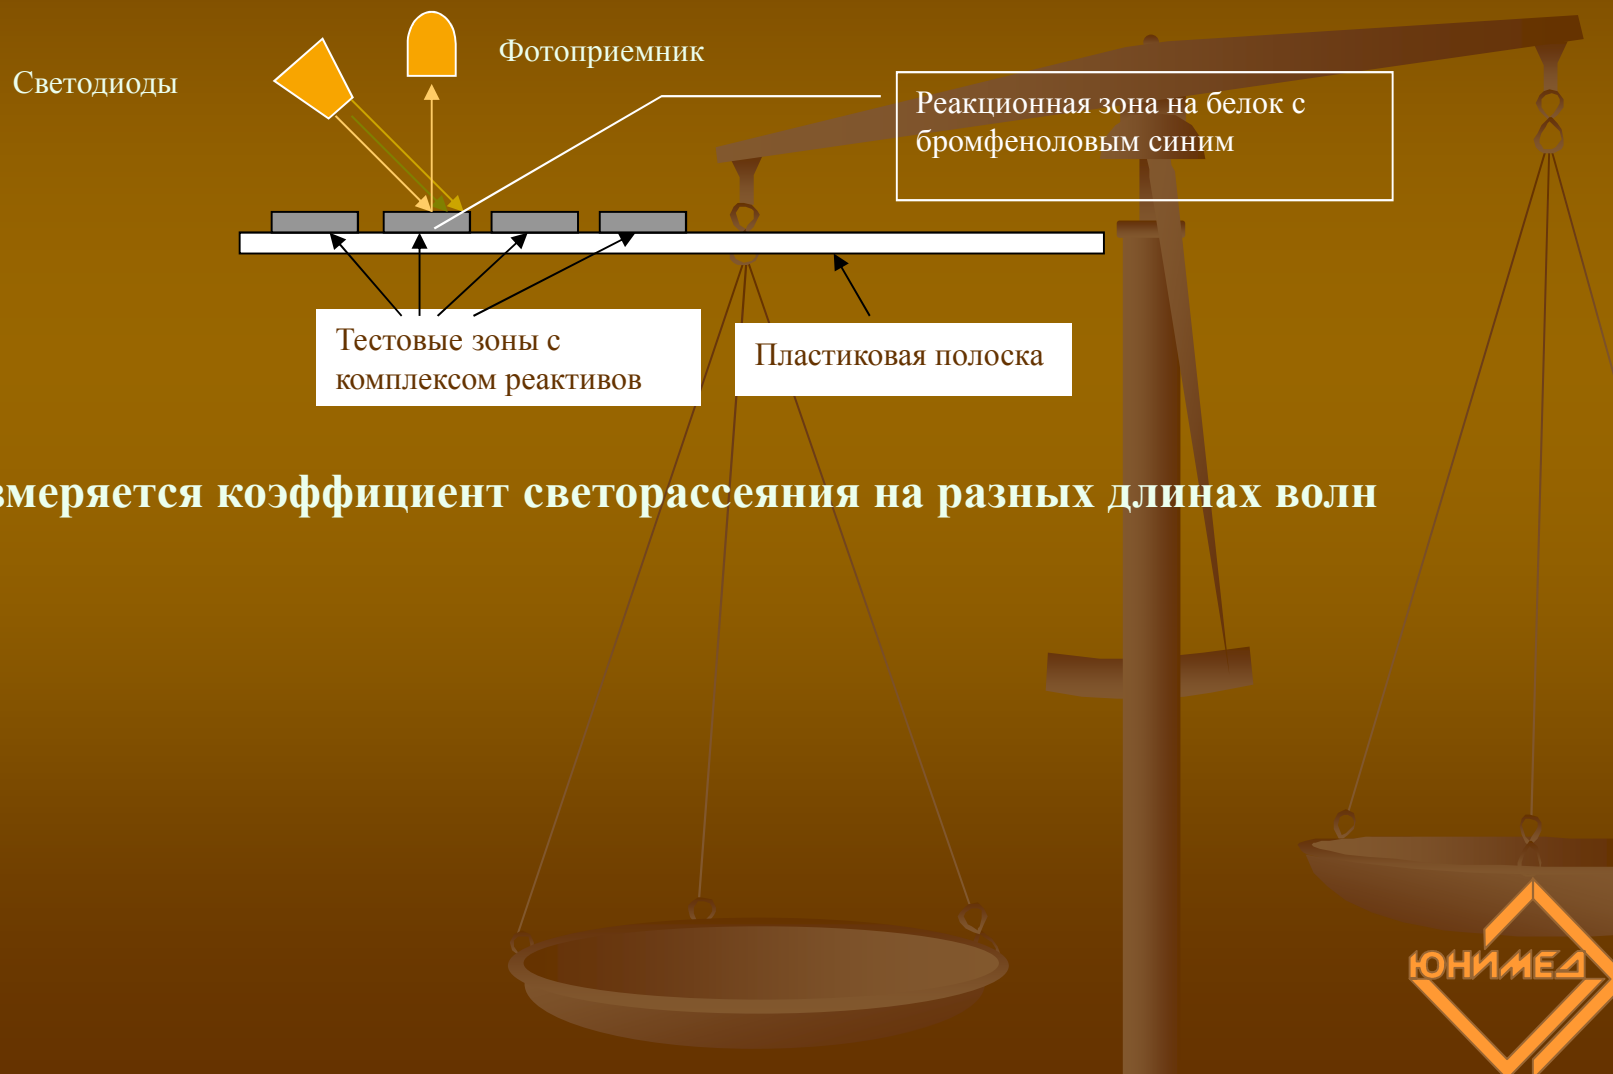 Светодиоды
Фотоприемник
Реакционная зона на белок с
бромфеноловым синим
Тестовые зоны с
комплексом реактивов
Пластиковая полоска
змеряется коэффициент светорассеяния на разных длинах волн
ЮНИМЕД